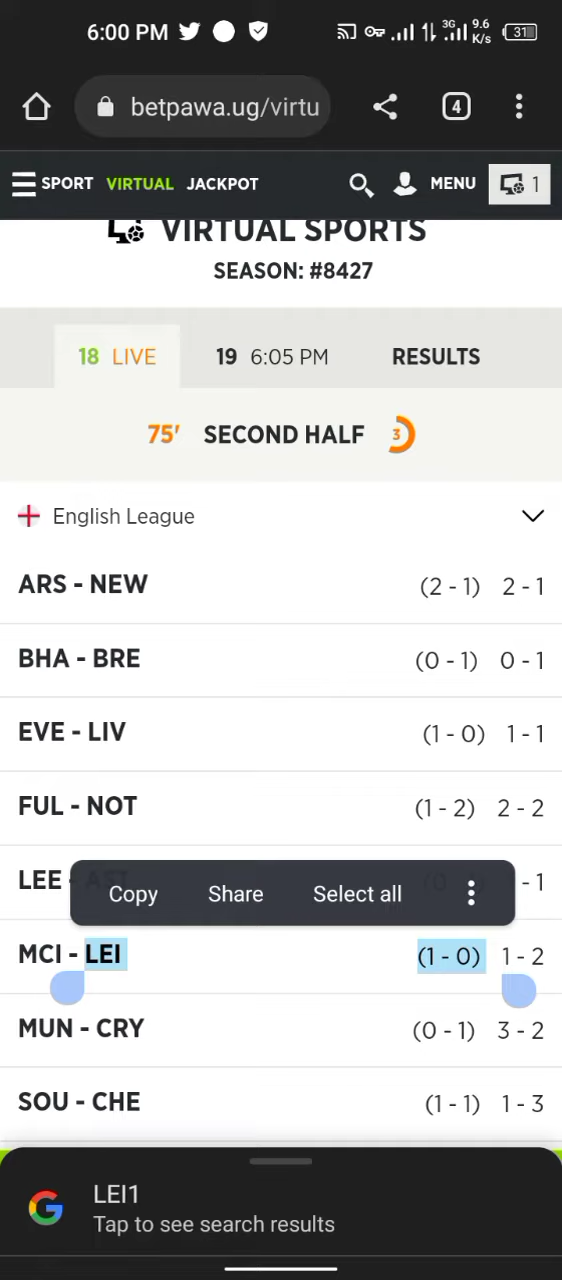 6:00 PM 3G 9.6 K/s 31
betpawa.ug/virtu 4
SPORT VIRTUAL JACKPOT MENU 1
VIRTUAL SPORTS
SEASON: #8427
18 LIVE 19 6:05 PM RESULTS
75' SECOND HALF 3
English League
ARS - NEW (2 - 1) 2 - 1
BHA - BRE (0 - 1) 0 - 1
EVE - LIV (1 - 0) 1 - 1
FUL - NOT (1 - 2) 2 - 2
LEE - - 1
Copy Share Select all
MCI - LEI (1 - 0) 1 - 2
MUN - CRY (0 - 1) 3 - 2
SOU - CHE (1 - 1) 1 - 3
LEI1
Tap to see search results